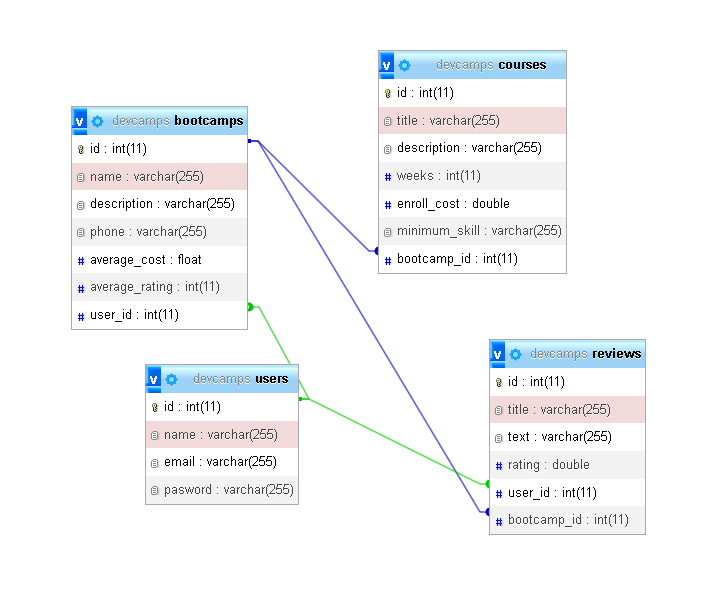 v devcamps bootcamps
id : int(11)
name : varchar(255)
description : varchar(255)
phone : varchar(255)
average_cost : float
average_rating : int(11)
user_id : int(11)
v devcamps courses
id : int(11)
title : varchar(255)
description : varchar(255)
weeks : int(11)
enroll_cost : double
minimum_skill : varchar(255)
bootcamp_id : int(11)
v devcamps users
id : int(11)
name : varchar(255)
email : varchar(255)
pasword : varchar(255)
v devcamps reviews
id : int(11)
title : varchar(255)
text : varchar(255)
rating : double
user_id : int(11)
bootcamp_id : int(11)